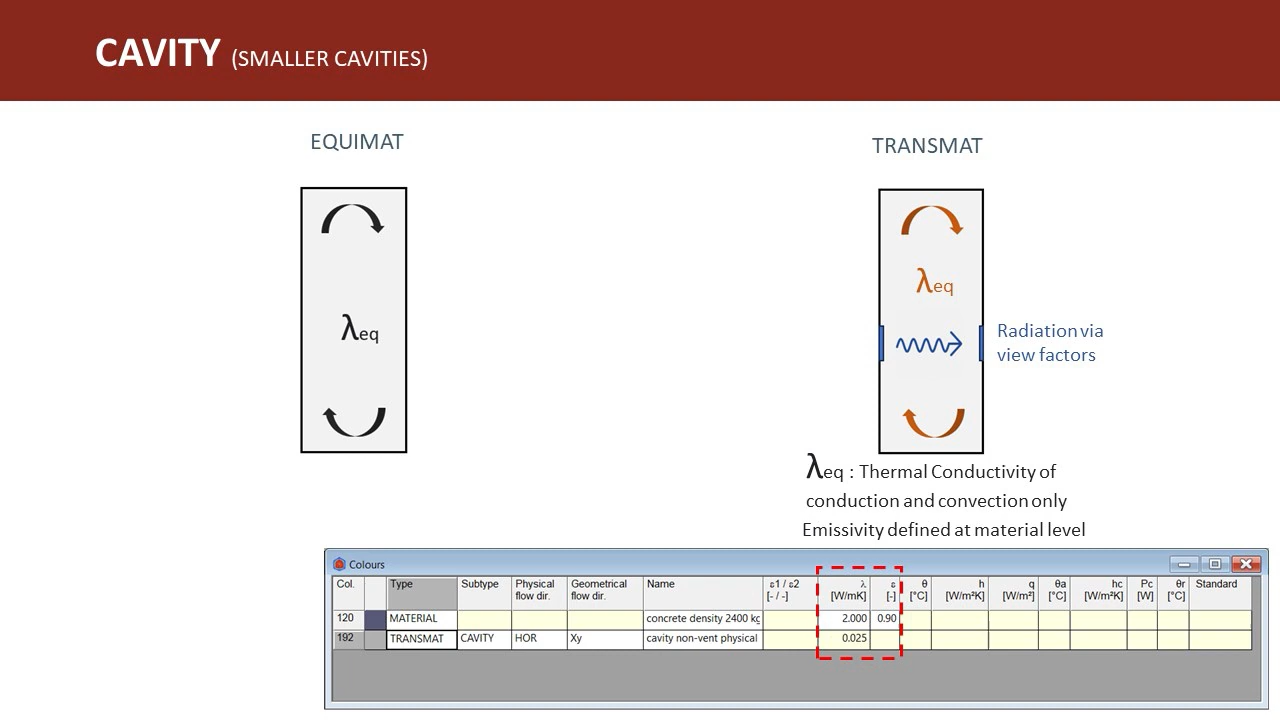 CAVITY (SMALLER CAVITIES)
EQUIMAT
TRANSMAT
λeq
λeq
Radiation via
view factors
λeq : Thermal Conductivity of
conduction and convection only
Emissivity defined at material level
Colours
Col. Type Subtype Physical flow dir. Geometrical flow dir. Name ε1 / ε2 [- / -] λ [W/mK] ε [-] θ [°C] h [W/m²K] q [W/m²] θa [°C] hc [W/m²K] Pc [W] θr [°C] Standard
120 MATERIAL concrete density 2400 kg 2.000 0.90
192 TRANSMAT CAVITY HOR Xy cavity non-vent physical 0.025